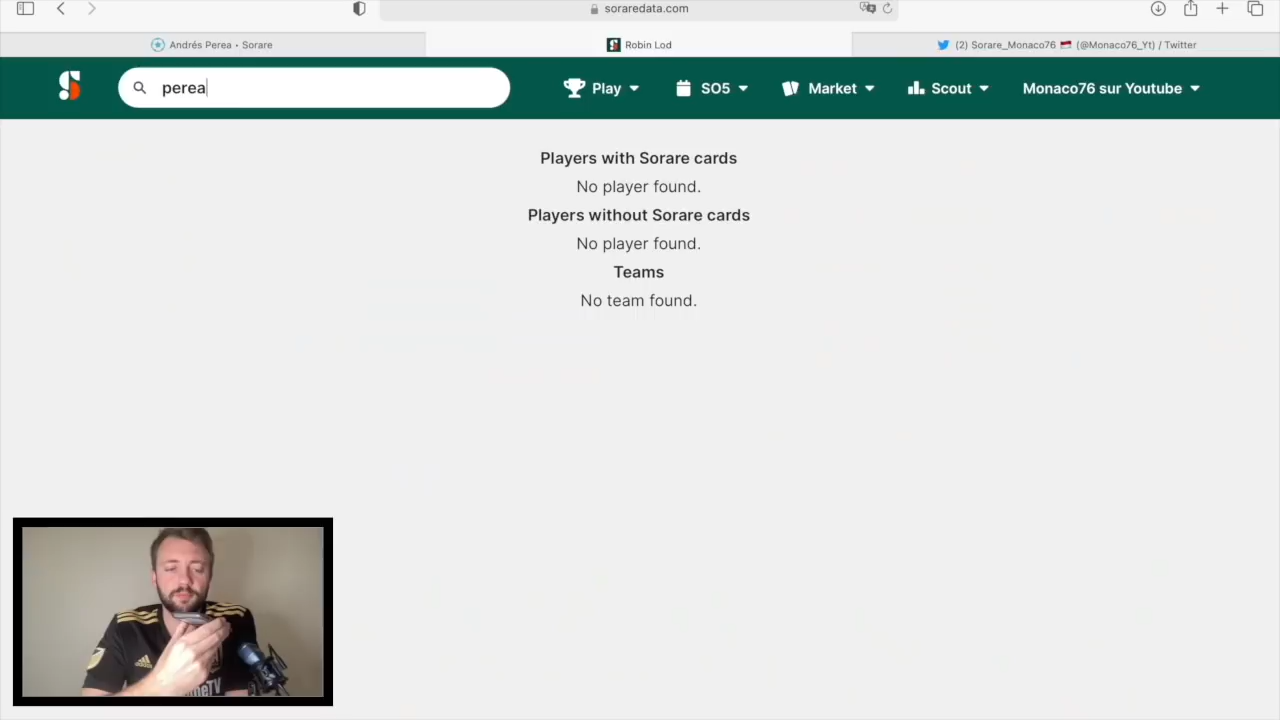 soraredata.com
Andrés Perea • Sorare
Robin Lod
(2) Sorare_Monaco76 🇮🇩 (@Monaco76_Yt) / Twitter
perea
Play
SO5
Market
Scout
Monaco76 sur Youtube
Players with Sorare cards
No player found.
Players without Sorare cards
No player found.
Teams
No team found.